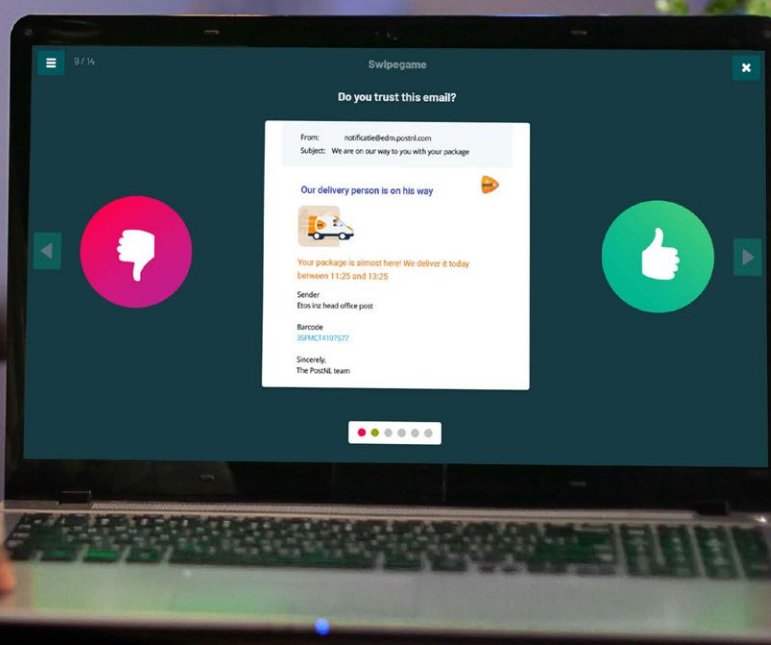 9 / 14
Swipegame
Do you trust this email?
From: notificatie@edm.postnl.com
Subject: We are on our way to you with your package
Our delivery person is on his way
Your package is almost here! We deliver it today
between 11:25 and 13:25
Sender
Etos inz head office post
Barcode
3SFMCT4107577
Sincerely,
The PostNL team